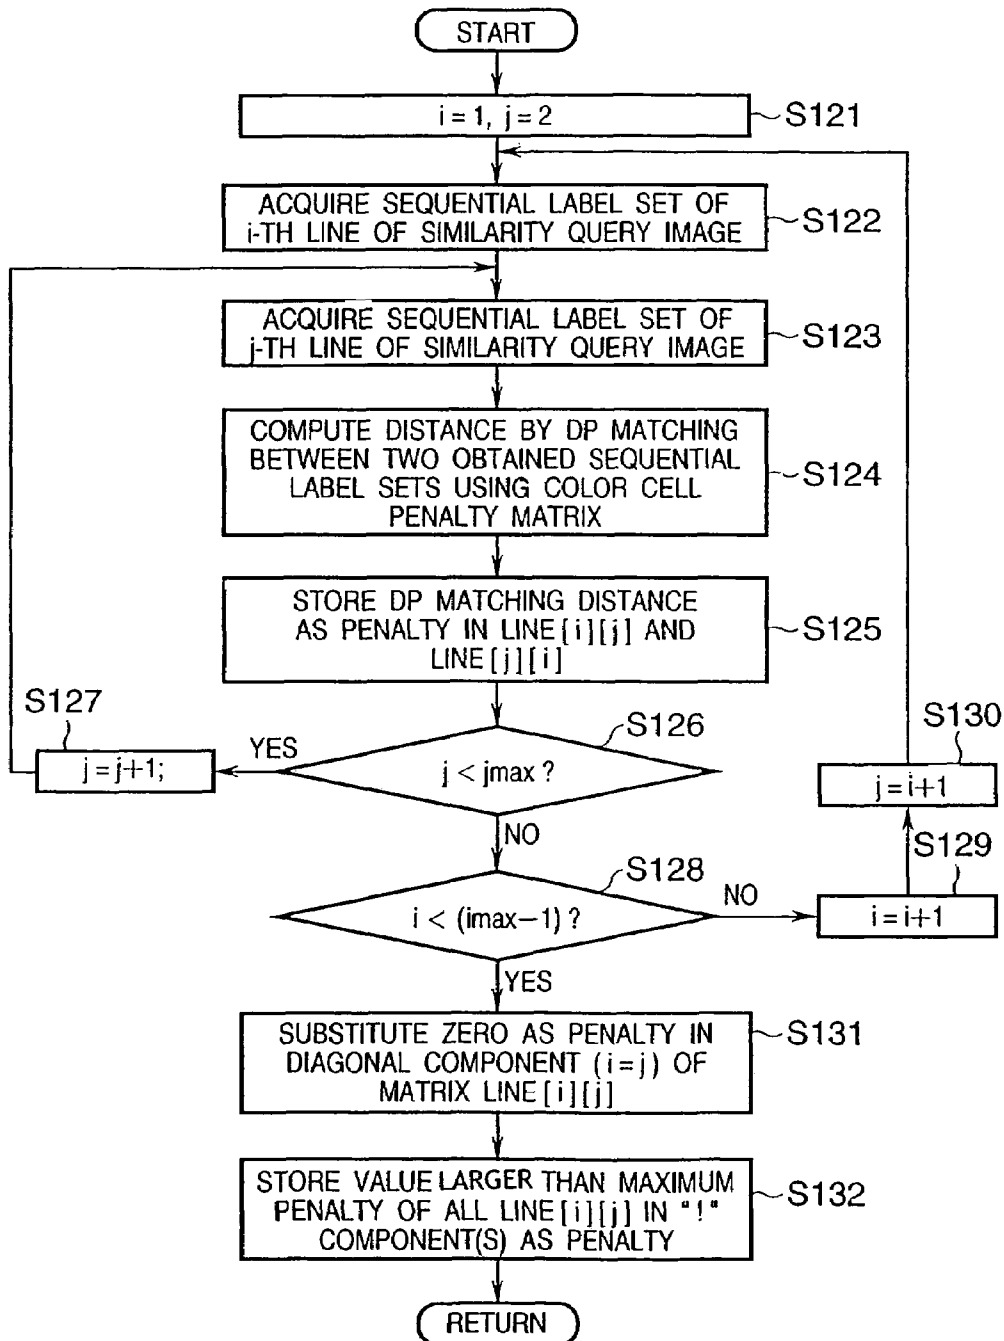 START
i=1, j=2
S121
ACQUIRE SEQUENTIAL LABEL SET OF
i-TH LINE OF SIMILARITY QUERY IMAGE
S122
ACQUIRE SEQUENTIAL LABEL SET OF
j-TH LINE OF SIMILARITY QUERY IMAGE
S123
COMPUTE DISTANCE BY DP MATCHING
BETWEEN TWO OBTAINED SEQUENTIAL
LABEL SETS USING COLOR CELL
PENALTY MATRIX
S124
STORE DP MATCHING DISTANCE
AS PENALTY IN LINE[i][j] AND
LINE[j][i]
S125
S126
j < jmax ?
YES
S127
j=j+1;
NO
S128
i < (imax−1) ?
NO
S129
i=i+1
S130
j=i+1
YES
SUBSTITUTE ZERO AS PENALTY IN
DIAGONAL COMPONENT (i=j) OF
MATRIX LINE[i][j]
S131
STORE VALUE LARGER THAN MAXIMUM
PENALTY OF ALL LINE[i][j] IN "!"
COMPONENT(S) AS PENALTY
S132
RETURN